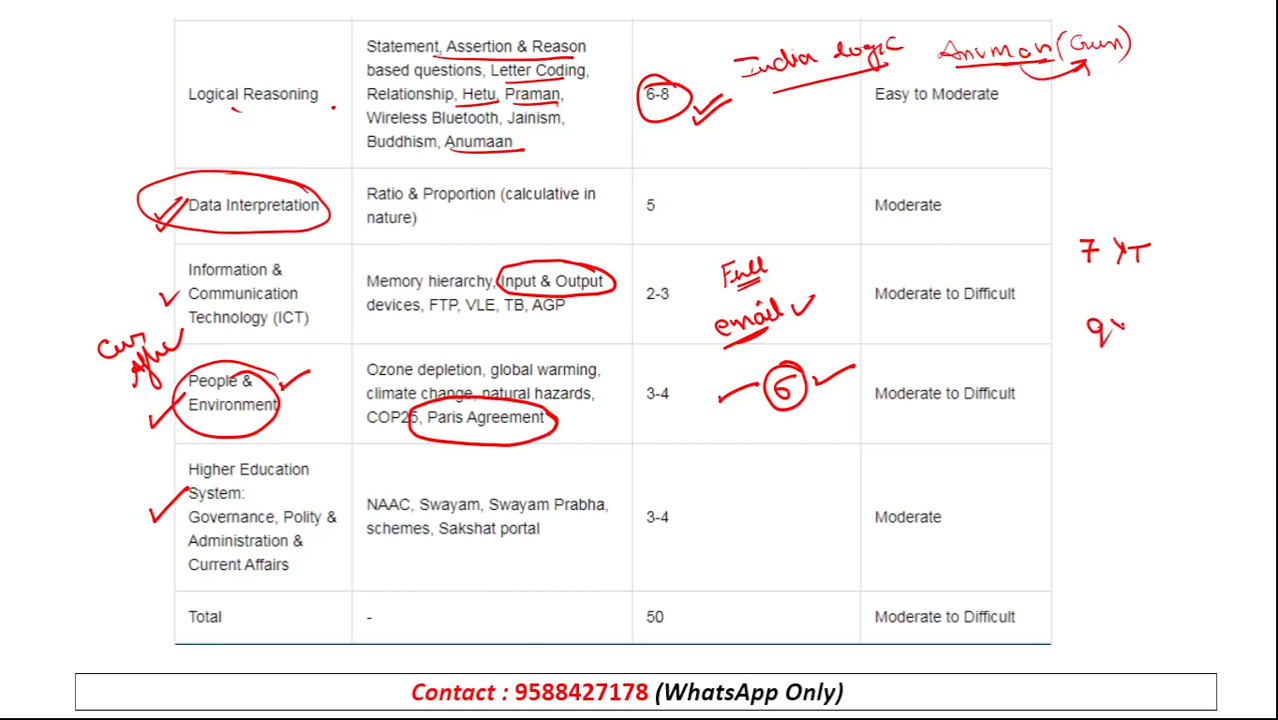 Logical Reasoning
Statement, Assertion & Reason
based questions, Letter Coding,
Relationship, Hetu, Praman,
Wireless Bluetooth, Jainism,
Buddhism, Anumaan
6-8
Easy to Moderate
India logic
Anuman (Gun)
Data Interpretation
Ratio & Proportion (calculative in
nature)
5
Moderate
Information &
Communication
Technology (ICT)
Memory hierarchy, Input & Output
devices, FTP, VLE, TB, AGP
2-3
Full
email
Moderate to Difficult
7
People &
Environment
Ozone depletion, global warming,
climate change, natural hazards,
COP25, Paris Agreement
3-4
Moderate to Difficult
Higher Education
System:
Governance, Polity &
Administration &
Current Affairs
NAAC, Swayam, Swayam Prabha,
schemes, Sakshat portal
3-4
Moderate
Total
-
50
Moderate to Difficult
Contact : 9588427178 (WhatsApp Only)